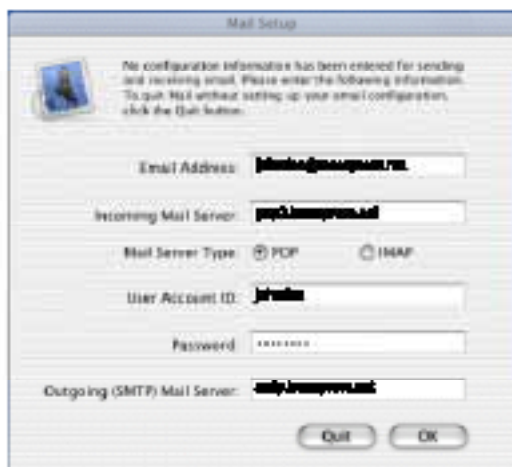 Mail Setup
No configuration information has been entered for sending
and receiving email. Please enter the following information.
To quit Mail without setting up your email configuration,
click the Quit button.
Email Address:
Incoming Mail Server:
Mail Server Type: POP IMAP
User Account ID:
Password:
Outgoing (SMTP) Mail Server:
Quit OK